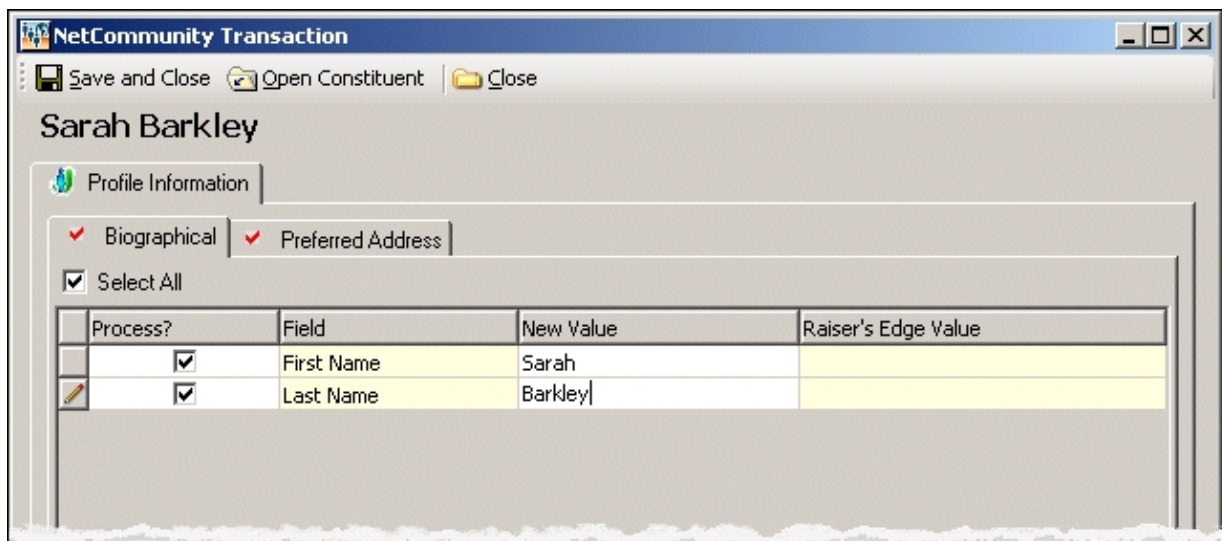 NetCommunity Transaction
Save and Close Open Constituent Close
Sarah Barkley
Profile Information
Biographical Preferred Address
Select All
Process? Field New Value Raiser's Edge Value
First Name Sarah
Last Name Barkley